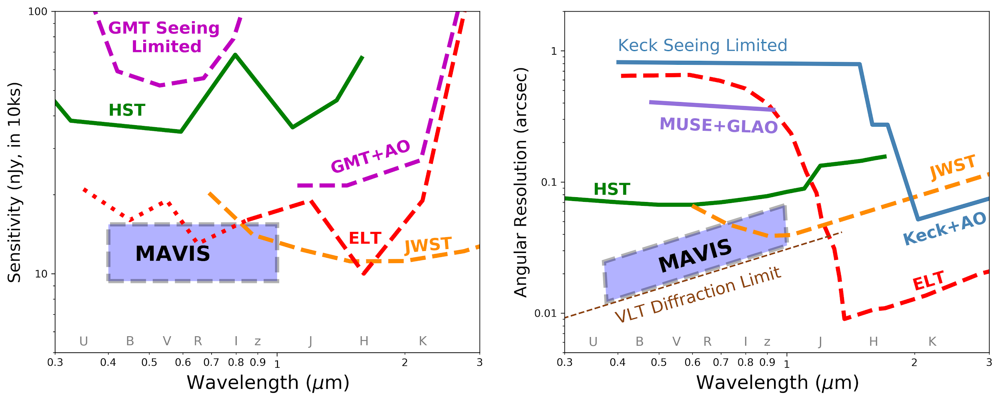 100
10
Sensitivity (nJy, in 10ks)
GMT Seeing
Limited
HST
GMT+AO
MAVIS
ELT
JWST
U B V R I z J H K
0.3 0.4 0.5 0.6 0.7 0.8 0.9 1 2 3
Wavelength (μm)
1
0.1
0.01
Angular Resolution (arcsec)
Keck Seeing Limited
MUSE+GLAO
HST
JWST
Keck+AO
MAVIS
VLT Diffraction Limit
ELT
U B V R I z J H K
0.3 0.4 0.5 0.6 0.7 0.8 0.9 1 2 3
Wavelength (μm)